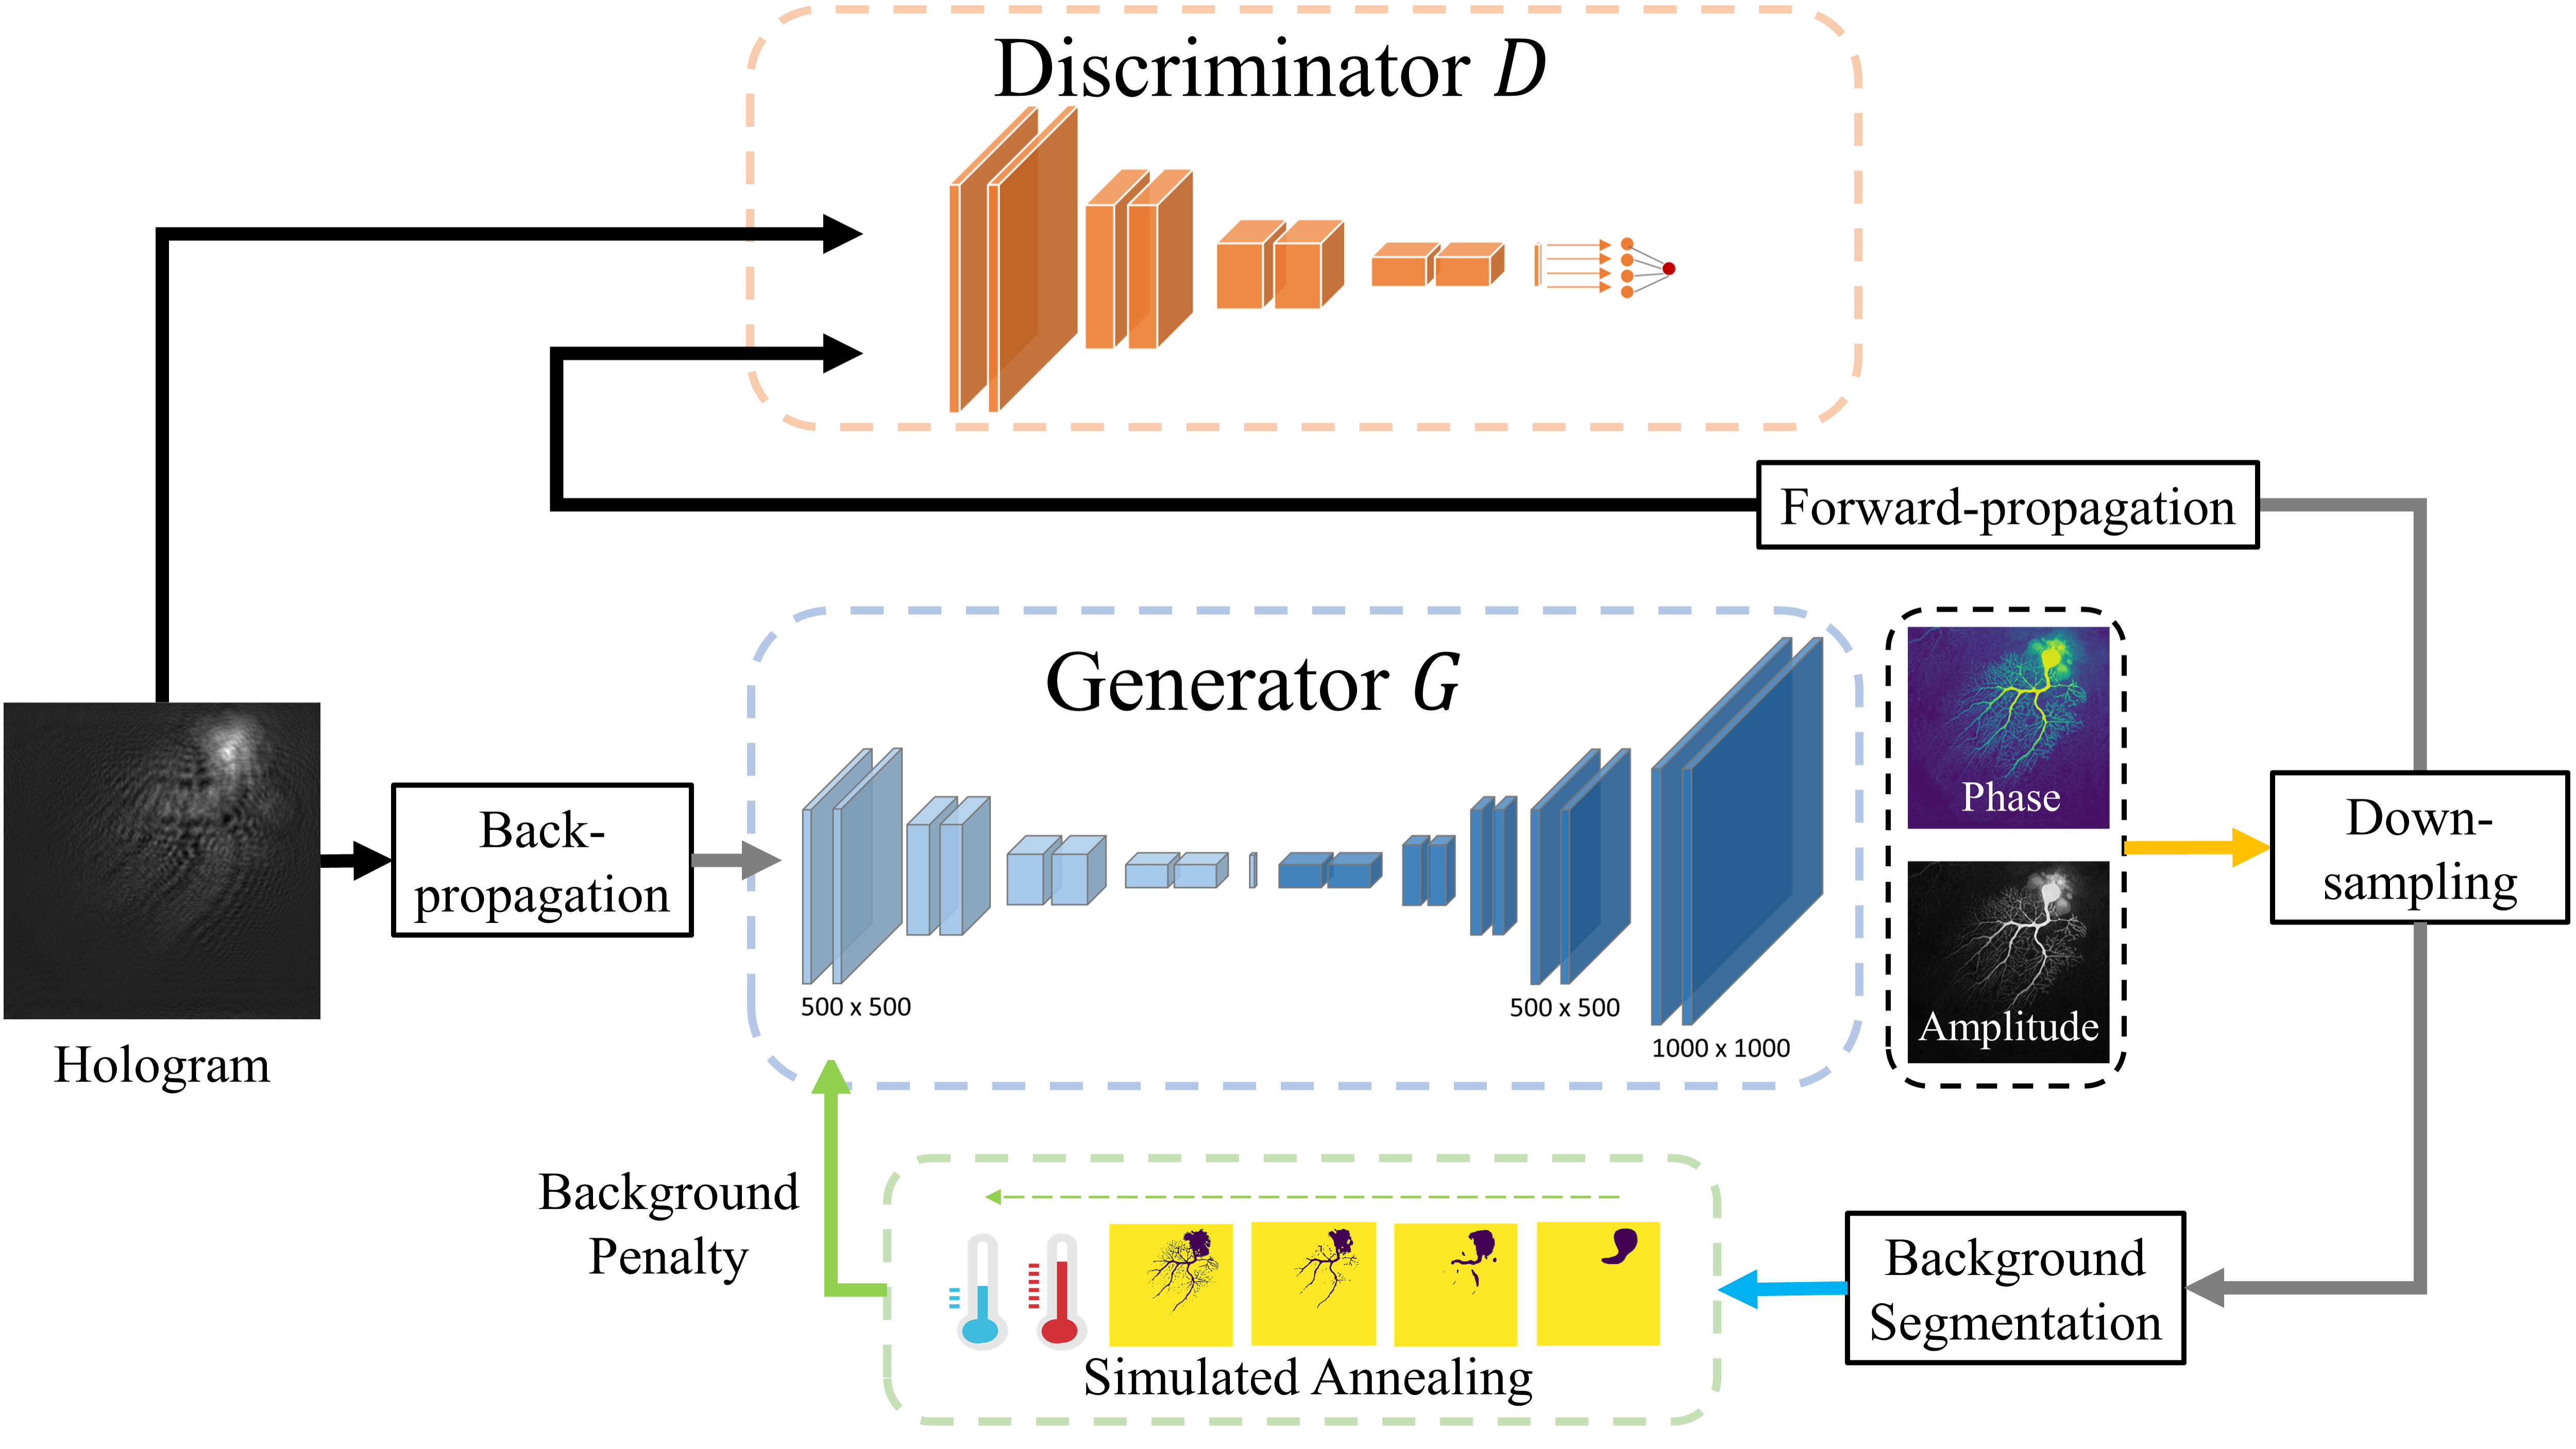 Discriminator D
Forward-propagation
Generator G
Phase
Back-
propagation
Down-
sampling
500 x 500
500 x 500
Amplitude
1000 x 1000
Hologram
Background
Penalty
Background
Segmentation
Simulated Annealing